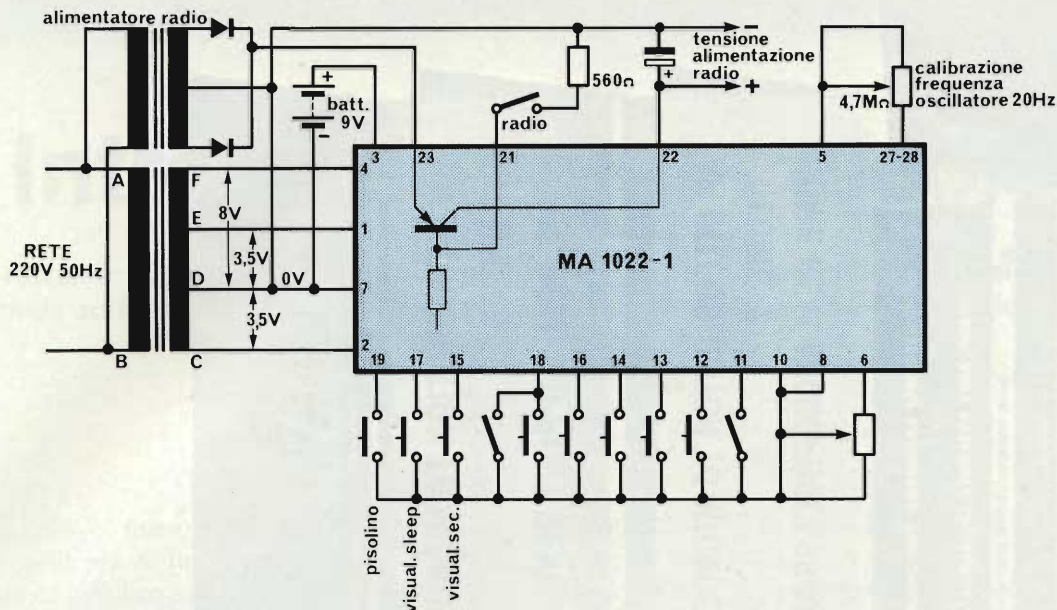 alimentatore radio
batt.
9V
+
−
radio
560Ω
+
−
tensione
alimentazione
radio
+
4,7MΩ
calibrazione
frequenza
oscillatore 20Hz
3
23
21
22
5
27-28
A
F
4
8V
E
1
RETE
220V 50Hz
3,5V
MA 1022-1
D
0V
7
3,5V
B
C
2
19
17
15
18
16
14
13
12
11
10
8
6
pisolino
visual. sleep
visual. sec.